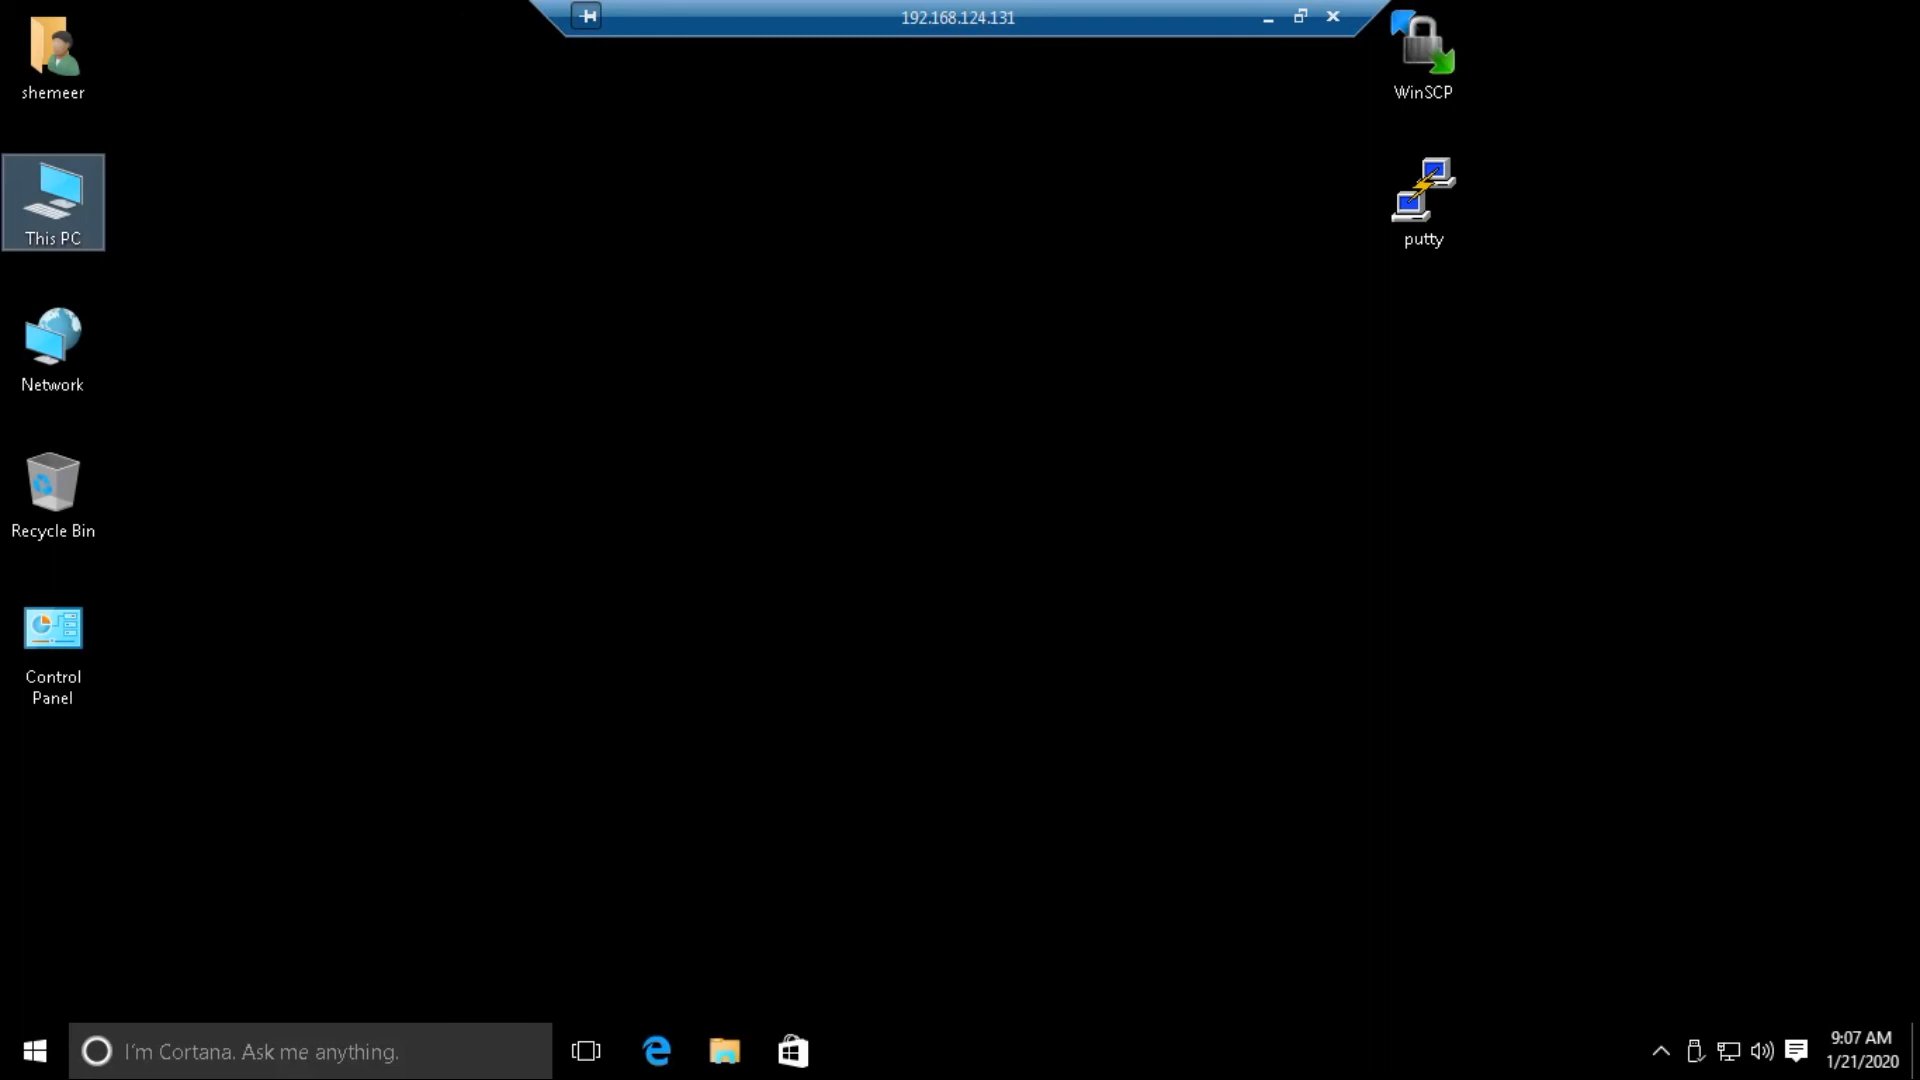 192.168.124.131
shemeer
WinSCP
This PC
putty
Network
Recycle Bin
Control
Panel
I'm Cortana. Ask me anything.
9:07 AM
1/21/2020